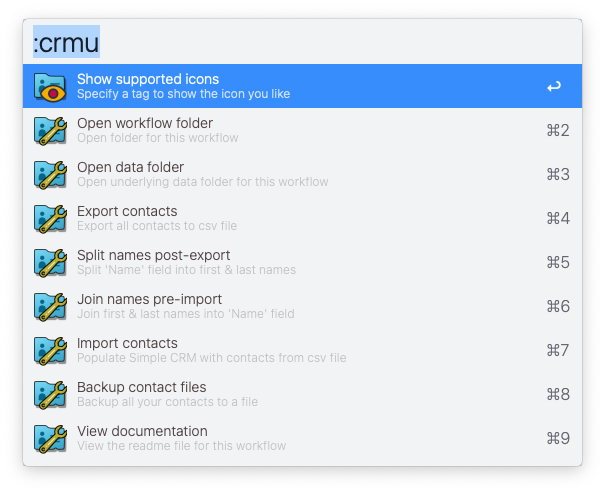 :crmu
Show supported icons
Specify a tag to show the icon you like
↩
Open workflow folder
Open folder for this workflow
⌘2
Open data folder
Open underlying data folder for this workflow
⌘3
Export contacts
Export all contacts to csv file
⌘4
Split names post-export
Split 'Name' field into first & last names
⌘5
Join names pre-import
Join first & last names into 'Name' field
⌘6
Import contacts
Populate Simple CRM with contacts from csv file
⌘7
Backup contact files
Backup all your contacts to a file
⌘8
View documentation
View the readme file for this workflow
⌘9